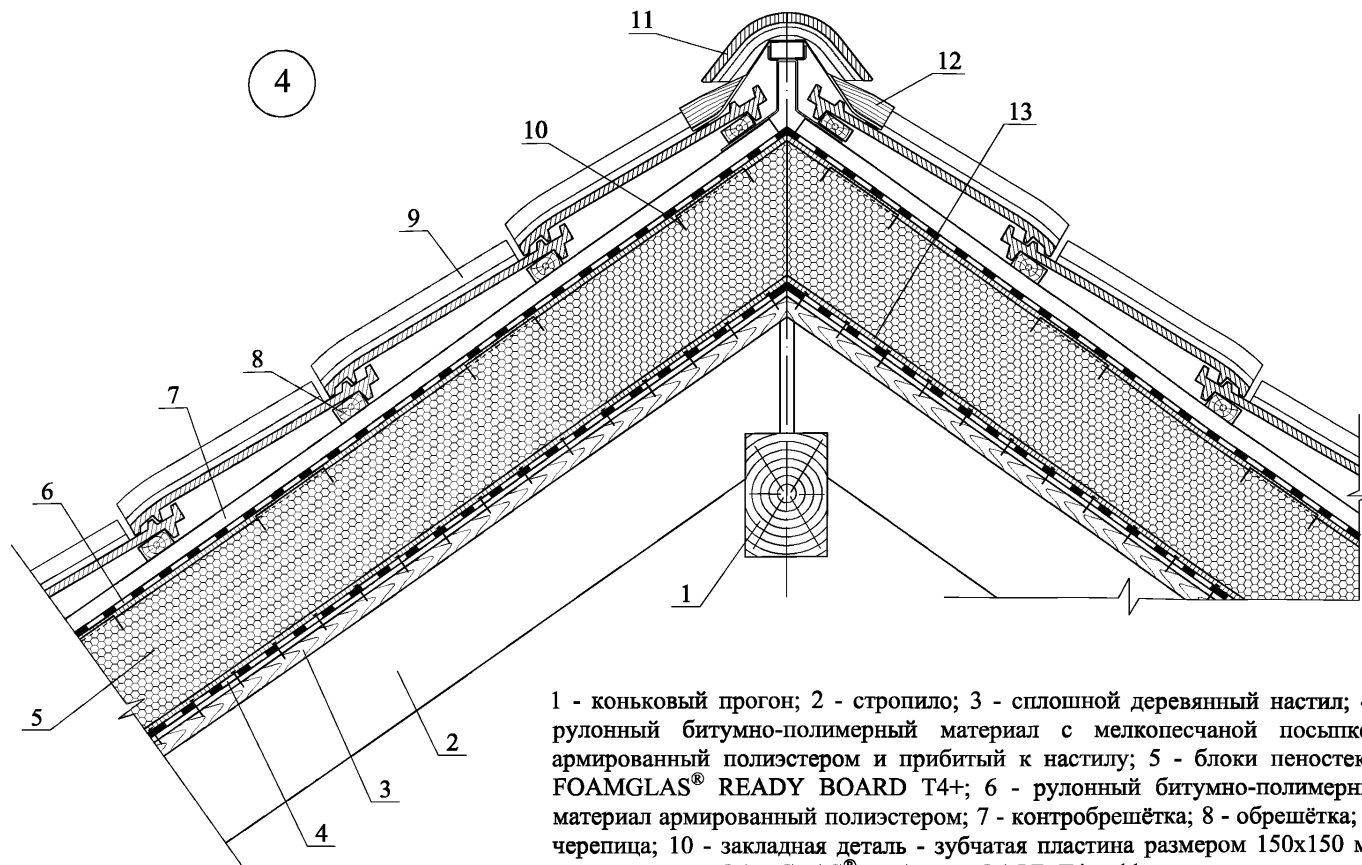 11
4
12
10
13
9
8
7
6
1
5
2
3
4
1 - коньковый прогон; 2 - стропило; 3 - сплошной деревянный настил; 4
рулонный битумно-полимерный материал с мелкопесчаной посыпко
армированный полиэстером и прибитый к настилу; 5 - блоки пеностек
FOAMGLAS® READY BOARD T4+; 6 - рулонный битумно-полимерн
материал армированный полиэстером; 7 - контробрешётка; 8 - обрешётка;
черепица; 10 - закладная деталь - зубчатая пластина размером 150х150 м